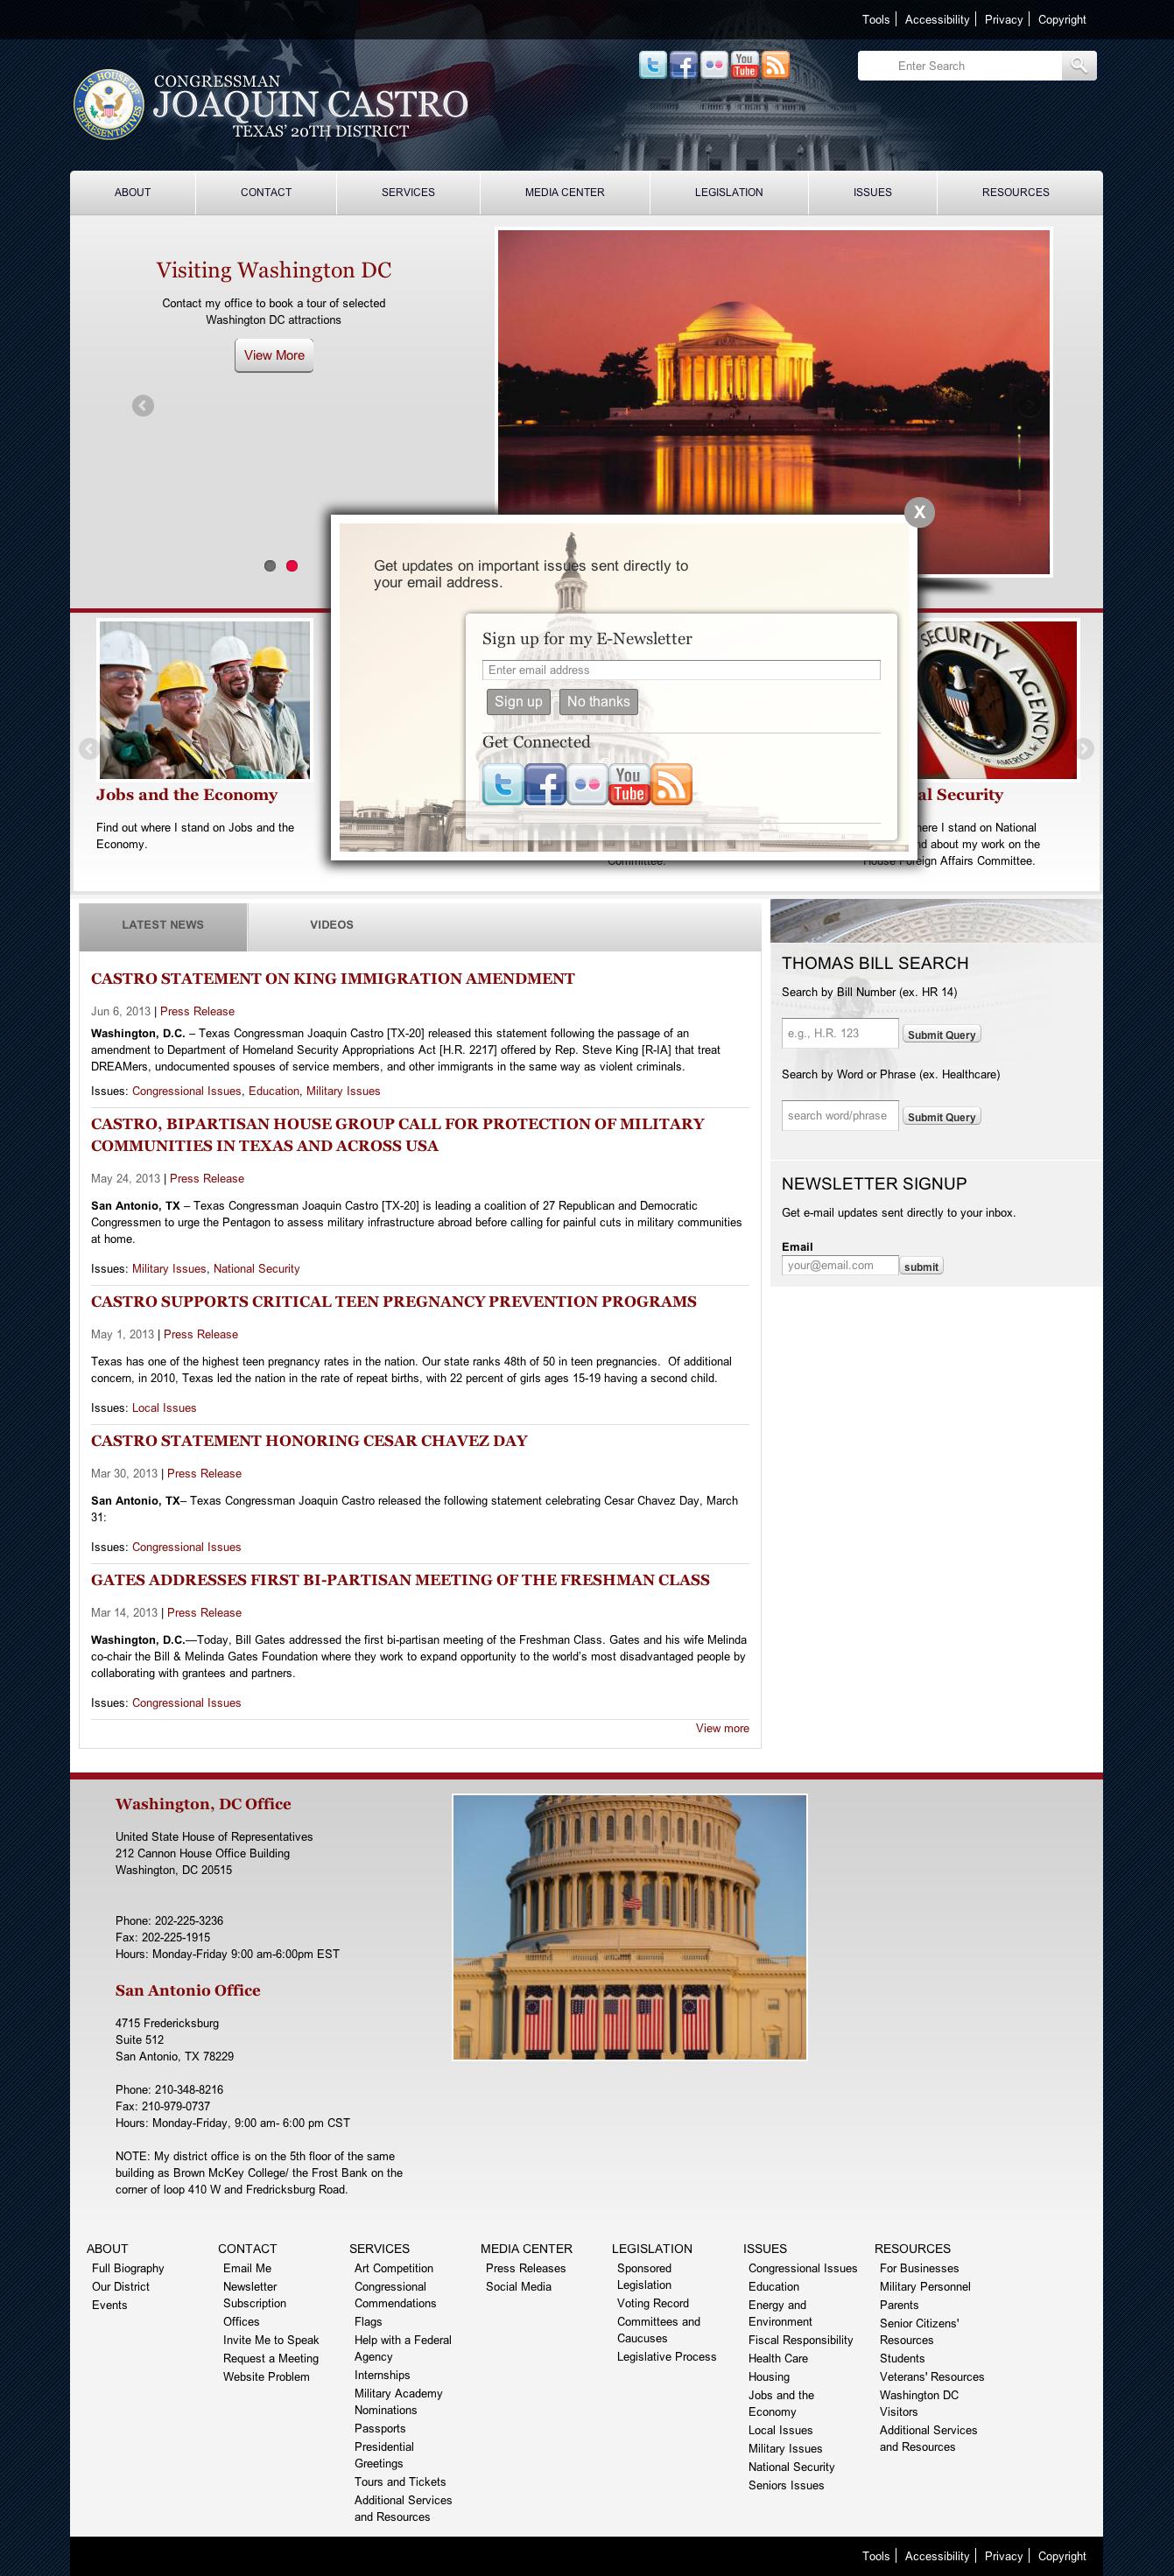 Tools
Accessibility
Privacy
Copyright
You Tube
Enter Search
U.S. HOUSE OF REPRESENTATIVES
CONGRESSMAN
JOAQUIN CASTRO
TEXAS' 20TH DISTRICT
ABOUT
CONTACT
SERVICES
MEDIA CENTER
LEGISLATION
ISSUES
RESOURCES
Visiting Washington DC
Contact my office to book a tour of selected
Washington DC attractions
View More
X
Get updates on important issues sent directly to
your email address.
Sign up for my E-Newsletter
Enter email address
Sign up
No thanks
Get Connected
You Tube
SECURITY AGENCY
OF AMERICA
Jobs and the Economy
Find out where I stand on Jobs and the
Economy.
Committee.
al Security
here I stand on National
nd about my work on the
House Foreign Affairs Committee.
LATEST NEWS
VIDEOS
CASTRO STATEMENT ON KING IMMIGRATION AMENDMENT
Jun 6, 2013 | Press Release
Washington, D.C. – Texas Congressman Joaquin Castro [TX-20] released this statement following the passage of an
amendment to Department of Homeland Security Appropriations Act [H.R. 2217] offered by Rep. Steve King [R-IA] that treat
DREAMers, undocumented spouses of service members, and other immigrants in the same way as violent criminals.
Issues: Congressional Issues, Education, Military Issues
CASTRO, BIPARTISAN HOUSE GROUP CALL FOR PROTECTION OF MILITARY
COMMUNITIES IN TEXAS AND ACROSS USA
May 24, 2013 | Press Release
San Antonio, TX – Texas Congressman Joaquin Castro [TX-20] is leading a coalition of 27 Republican and Democratic
Congressmen to urge the Pentagon to assess military infrastructure abroad before calling for painful cuts in military communities
at home.
Issues: Military Issues, National Security
CASTRO SUPPORTS CRITICAL TEEN PREGNANCY PREVENTION PROGRAMS
May 1, 2013 | Press Release
Texas has one of the highest teen pregnancy rates in the nation. Our state ranks 48th of 50 in teen pregnancies.  Of additional
concern, in 2010, Texas led the nation in the rate of repeat births, with 22 percent of girls ages 15-19 having a second child.
Issues: Local Issues
CASTRO STATEMENT HONORING CESAR CHAVEZ DAY
Mar 30, 2013 | Press Release
San Antonio, TX– Texas Congressman Joaquin Castro released the following statement celebrating Cesar Chavez Day, March
31:
Issues: Congressional Issues
GATES ADDRESSES FIRST BI-PARTISAN MEETING OF THE FRESHMAN CLASS
Mar 14, 2013 | Press Release
Washington, D.C.—Today, Bill Gates addressed the first bi-partisan meeting of the Freshman Class. Gates and his wife Melinda
co-chair the Bill & Melinda Gates Foundation where they work to expand opportunity to the world's most disadvantaged people by
collaborating with grantees and partners.
Issues: Congressional Issues
View more
THOMAS BILL SEARCH
Search by Bill Number (ex. HR 14)
e.g., H.R. 123
Submit Query
Search by Word or Phrase (ex. Healthcare)
search word/phrase
Submit Query
NEWSLETTER SIGNUP
Get e-mail updates sent directly to your inbox.
Email
your@email.com
submit
Washington, DC Office
United State House of Representatives
212 Cannon House Office Building
Washington, DC 20515
Phone: 202-225-3236
Fax: 202-225-1915
Hours: Monday-Friday 9:00 am-6:00pm EST
San Antonio Office
4715 Fredericksburg
Suite 512
San Antonio, TX 78229
Phone: 210-348-8216
Fax: 210-979-0737
Hours: Monday-Friday, 9:00 am- 6:00 pm CST
NOTE: My district office is on the 5th floor of the same
building as Brown McKey College/ the Frost Bank on the
corner of loop 410 W and Fredricksburg Road.
ABOUT
Full Biography
Our District
Events
CONTACT
Email Me
Newsletter
Subscription
Offices
Invite Me to Speak
Request a Meeting
Website Problem
SERVICES
Art Competition
Congressional
Commendations
Flags
Help with a Federal
Agency
Internships
Military Academy
Nominations
Passports
Presidential
Greetings
Tours and Tickets
Additional Services
and Resources
MEDIA CENTER
Press Releases
Social Media
LEGISLATION
Sponsored
Legislation
Voting Record
Committees and
Caucuses
Legislative Process
ISSUES
Congressional Issues
Education
Energy and
Environment
Fiscal Responsibility
Health Care
Housing
Jobs and the
Economy
Local Issues
Military Issues
National Security
Seniors Issues
RESOURCES
For Businesses
Military Personnel
Parents
Senior Citizens'
Resources
Students
Veterans' Resources
Washington DC
Visitors
Additional Services
and Resources
Tools
Accessibility
Privacy
Copyright